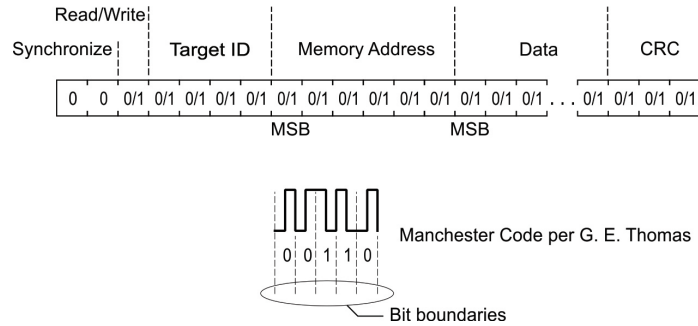 Read/Write
Synchronize Target ID Memory Address Data CRC
0 0 0/1 0/1 0/1 0/1 0/1 0/1 0/1 0/1 0/1 0/1 0/1 0/1 0/1 0/1 . . . 0/1 0/1 0/1 0/1
MSB MSB
Manchester Code per G. E. Thomas
0 0 1 1 0
Bit boundaries